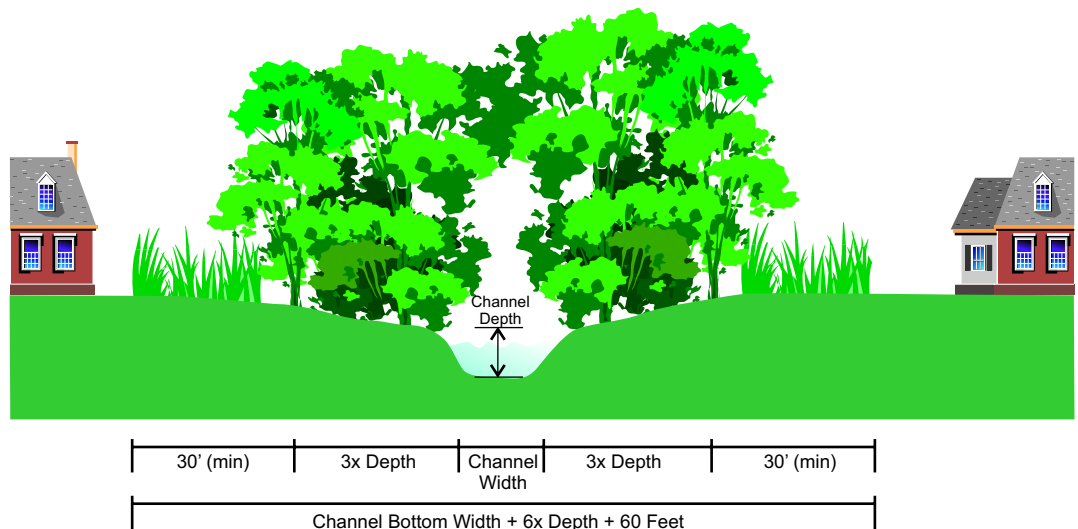 Channel
Depth
30' (min)
3x Depth
Channel
Width
3x Depth
30' (min)
Channel Bottom Width + 6x Depth + 60 Feet